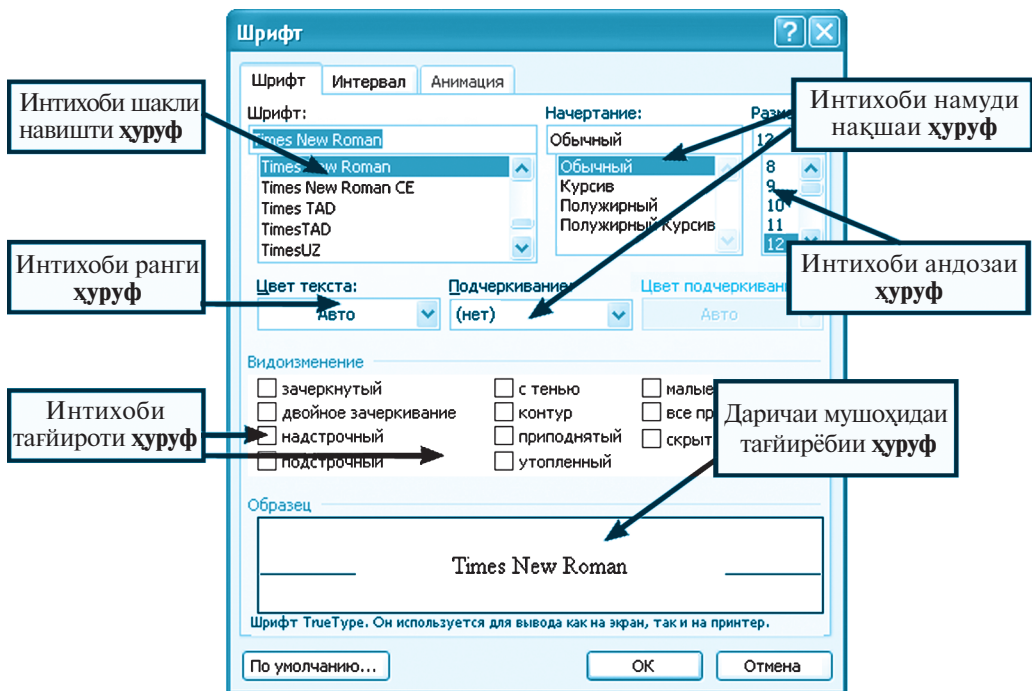 Шрифт
Шрифт Интервал Анимация
Шрифт: Начертание:
Times New Roman Обычный 12
Times New Roman Обычный 8
Times New Roman CE Курсив 9
Times TAD Полужирный 10
TimesTAD Полужирный Курсив 11
TimesUZ 12
Цвет текста: Подчеркивание: Цвет
Авто (нет) Авто
Видоизменение
зачеркнутый с тенью малые
двойное зачеркивание контур все
надстрочный приподнятый
подстрочный утопленный
Образец
Times New Roman
Шрифт TrueType. Он используется для вывода как на экран, так и на принтер.
По умолчанию... ОК Отмена
Интихоби шакли
навишти ҳуруф
Интихоби намуди
нақшаи ҳуруф
Интихоби ранги
ҳуруф
Интихоби андозаи
ҳуруф
Интихоби
тағйироти ҳуруф
Даричаи мушоҳидаи
тағйирёбии ҳуруф